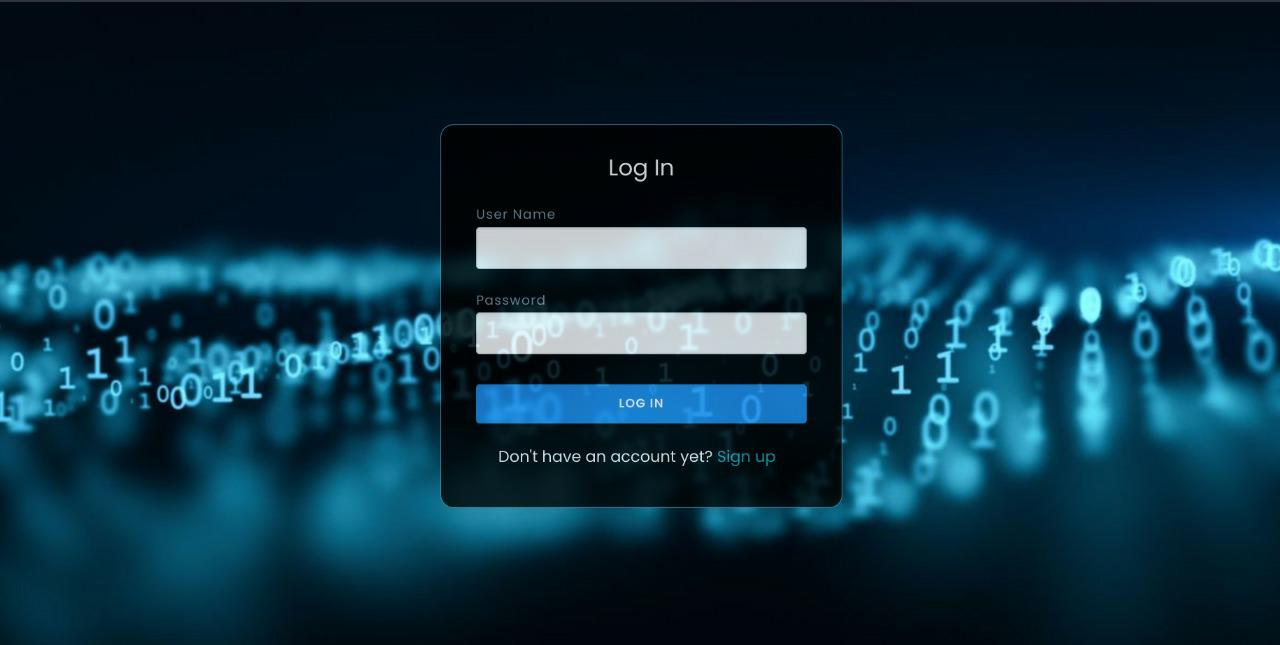 Log In
User Name
Password
LOG IN
Don't have an account yet? Sign up